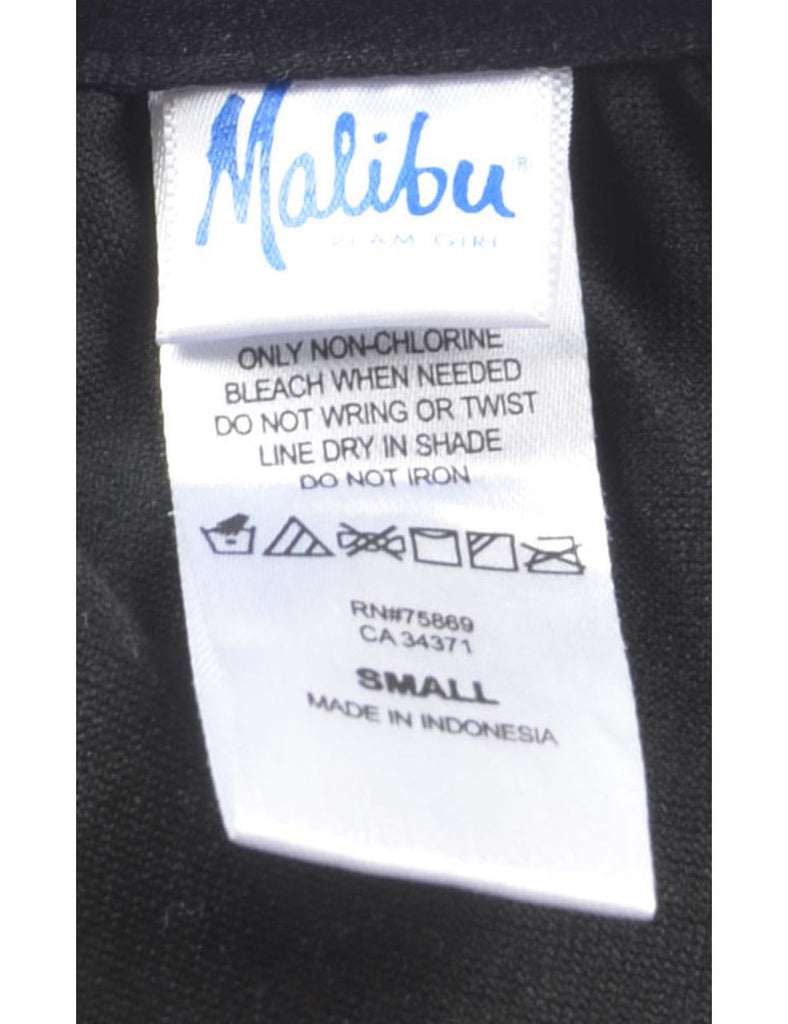 Malibu®
GIRL
ONLY NON-CHLORINE
BLEACH WHEN NEEDED
DO NOT WRING OR TWIST
LINE DRY IN SHADE
DO NOT IRON
RN#75869
CA 34371
SMALL
MADE IN INDONESIA